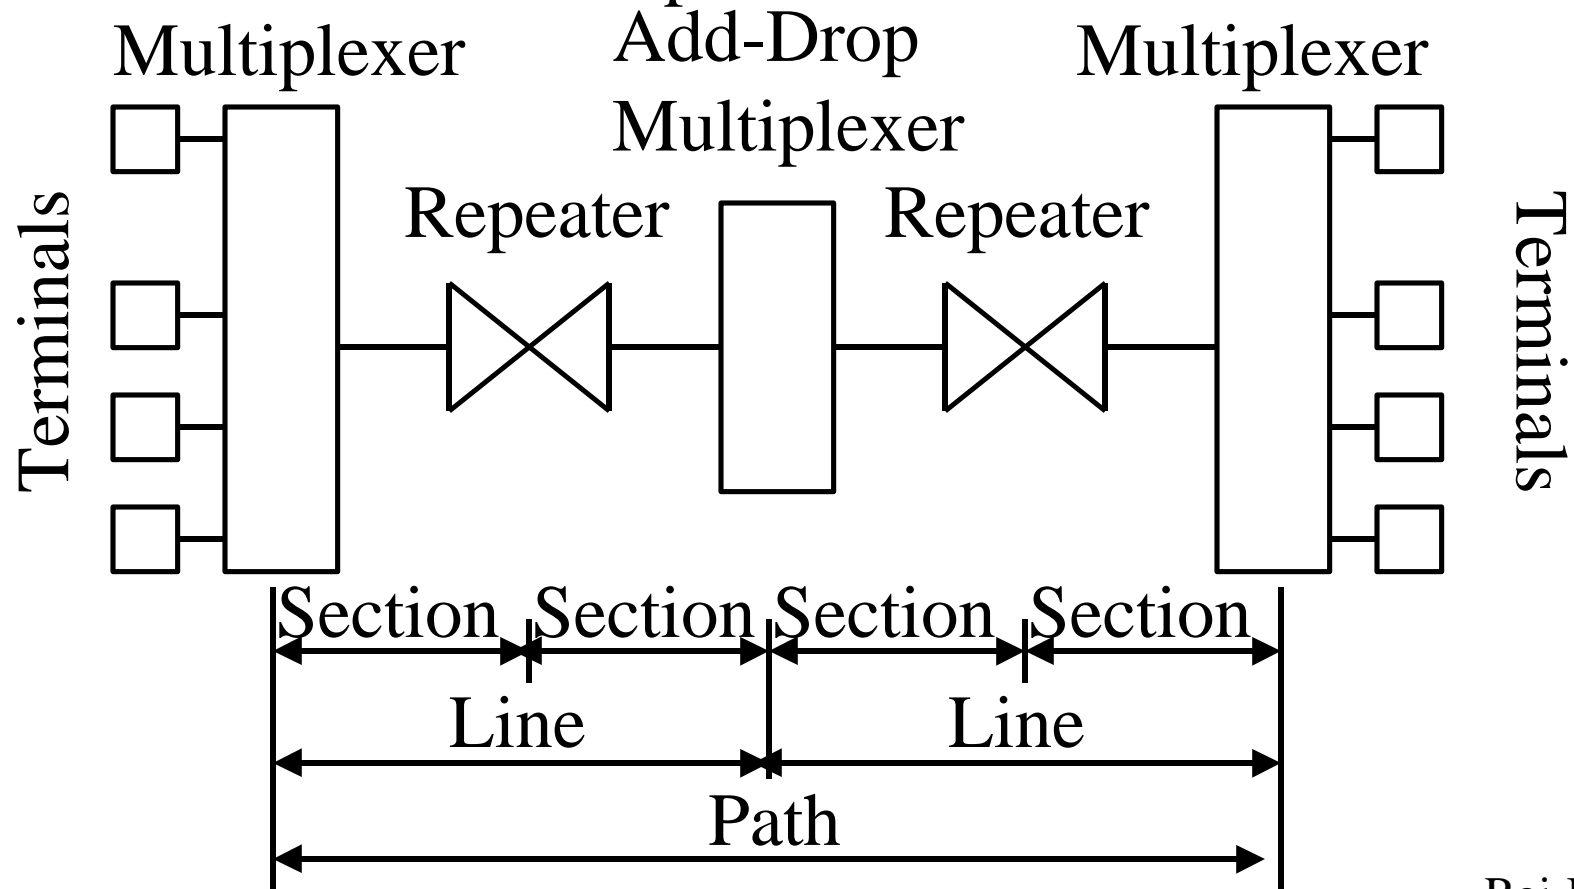 Multiplexer
Add-Drop
Multiplexer
Multiplexer
Repeater
Repeater
Terminals
Terminals
Section
Section
Section
Section
Line
Line
Path